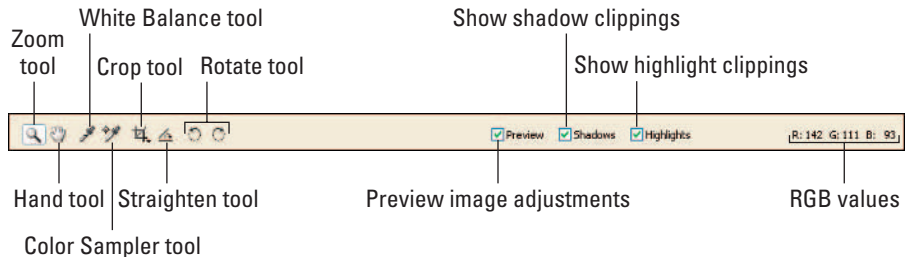 White Balance tool
Show shadow clippings
Zoom
tool
Crop tool
Rotate tool
Show highlight clippings
Preview
Shadows
Highlights
R: 142 G: 111 B: 93
Hand tool
Straighten tool
Preview image adjustments
RGB values
Color Sampler tool